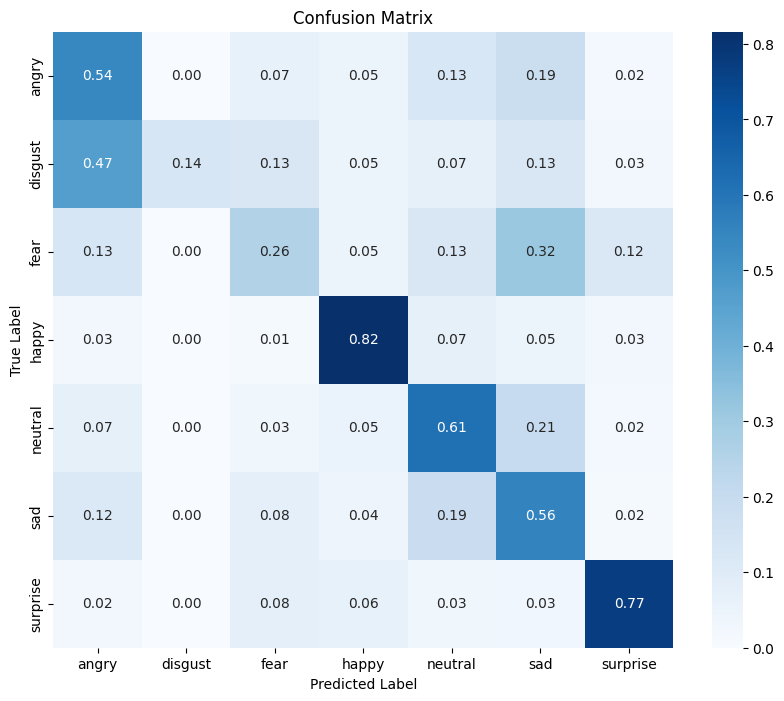 Confusion Matrix
True Label
angry 0.54 0.00 0.07 0.05 0.13 0.19 0.02
disgust 0.47 0.14 0.13 0.05 0.07 0.13 0.03
fear 0.13 0.00 0.26 0.05 0.13 0.32 0.12
happy 0.03 0.00 0.01 0.82 0.07 0.05 0.03
neutral 0.07 0.00 0.03 0.05 0.61 0.21 0.02
sad 0.12 0.00 0.08 0.04 0.19 0.56 0.02
surprise 0.02 0.00 0.08 0.06 0.03 0.03 0.77
angry disgust fear happy neutral sad surprise
Predicted Label
0.8
0.7
0.6
0.5
0.4
0.3
0.2
0.1
0.0